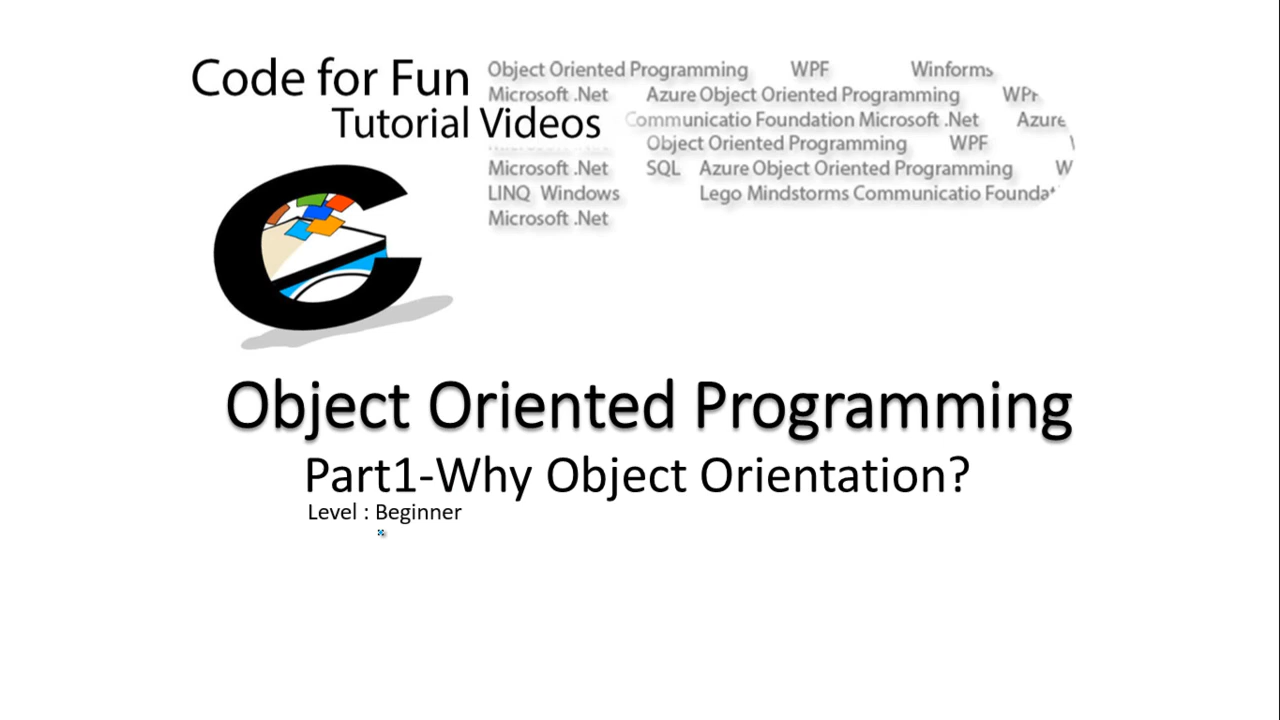 Code for Fun
Tutorial Videos
Object Oriented Programming WPF Winforms
Microsoft .Net Azure Object Oriented Programming WPF
Communicatio Foundation Microsoft .Net Azure
Object Oriented Programming WPF
Microsoft .Net SQL Azure Object Oriented Programming W
LINQ Windows Lego Mindstorms Communicatio Foundat
Microsoft .Net
Object Oriented Programming
Part1-Why Object Orientation?
Level : Beginner